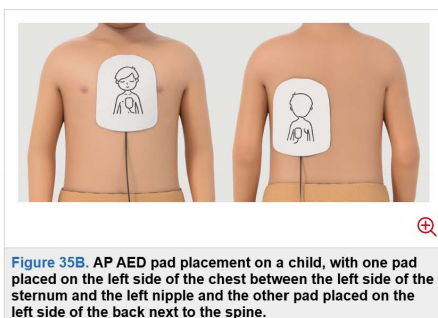 Figure 35B. AP AED pad placement on a child, with one pad
placed on the left side of the chest between the left side of the
sternum and the left nipple and the other pad placed on the
left side of the back next to the spine.